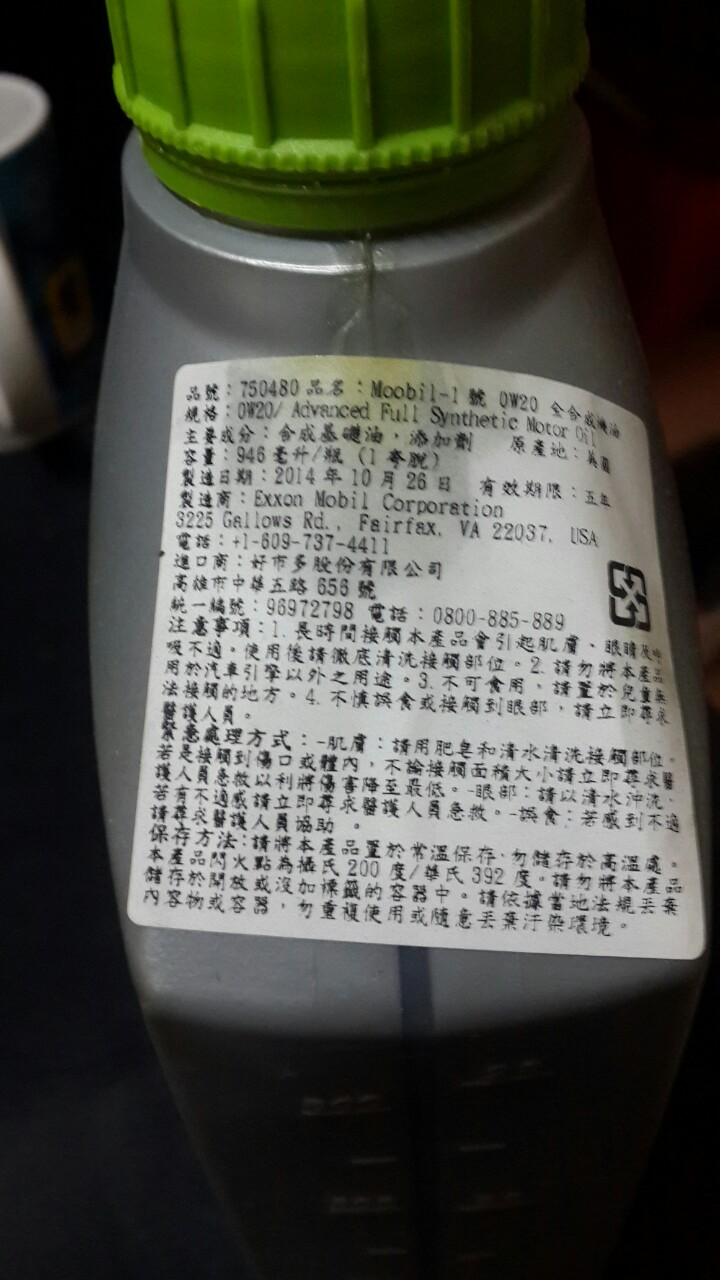 品號：750480 品名：Moobil-1 號 0W20 全合成機油
規格：0W20/ Advanced Full Synthetic Motor Oil
主要成分：合成基礎油，添加劑 原產地：美國
容量：946 毫升/瓶 (1 夸脫)
製造日期：2014 年 10 月 26 日 有效期限：五年
製造商：Exxon Mobil Corporation
3225 Gallows Rd., Fairfax, VA 22037, USA
電話：+1-609-737-4411
進口商：好市多股份有限公司
高雄市中華五路 656 號
統一編號：96972798 電話：0800-885-889
注意事項：1. 長時間接觸本產品會引起肌膚、眼睛及呼
吸不適。使用後請徹底清洗接觸部位。2. 請勿將本產品
用於汽車引擎以外之用途。3. 不可食用，請置於兒童無
法接觸的地方。4. 不慎誤食或接觸到眼部，請立即尋求
醫護人員。
緊急處理方式：-肌膚：請用肥皂和清水清洗接觸部位。
若是接觸到傷口或體內，不論接觸面積大小請立即尋求醫
護人員急救以利將傷害降至最低。-眼部：請以清水沖洗，
若有不適感請立即尋求醫護人員急救。-誤食：若感到不適
請尋求醫護人員協助 。
保存方法：請將本產品置於常溫保存，勿儲存於高溫處。
本產品閃火點為攝氏 200 度/華氏 392 度。請勿將本產品
儲存於開放或沒加標籤的容器中。請依據當地法規丟棄
內容物或容器，勿重複使用或隨意丟棄汙染環境。